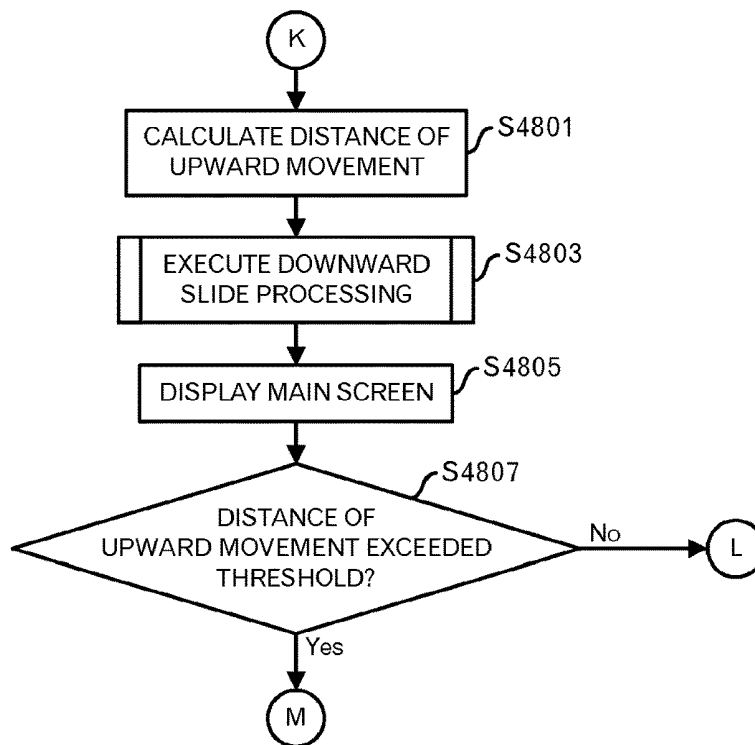 K
CALCULATE DISTANCE OF
UPWARD MOVEMENT
S4801
EXECUTE DOWNWARD
SLIDE PROCESSING
S4803
DISPLAY MAIN SCREEN
S4805
S4807
DISTANCE OF
UPWARD MOVEMENT EXCEEDED
THRESHOLD?
No
L
Yes
M